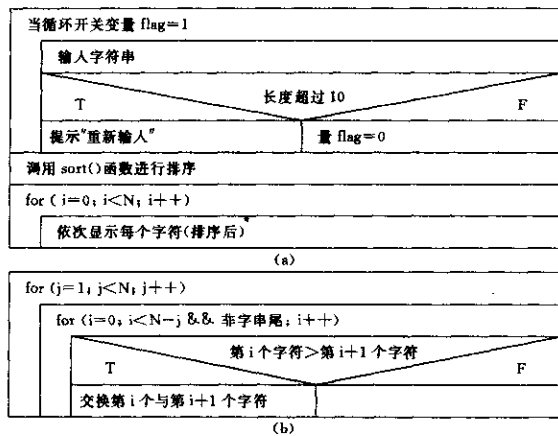 当循环开关变量 flag=1
输入字符串
长度超过 10
T
F
提示"重新输入"
量 flag=0
调用 sort()函数进行排序
for ( i=0; i<N; i++)
依次显示每个字符(排序后)
(a)
for (j=1; j<N; j++)
for (i=0; i<N-j && 非字串尾; i++)
第 i 个字符>第 i+1 个字符
T
F
交换第 i 个与第 i+1 个字符
(b)